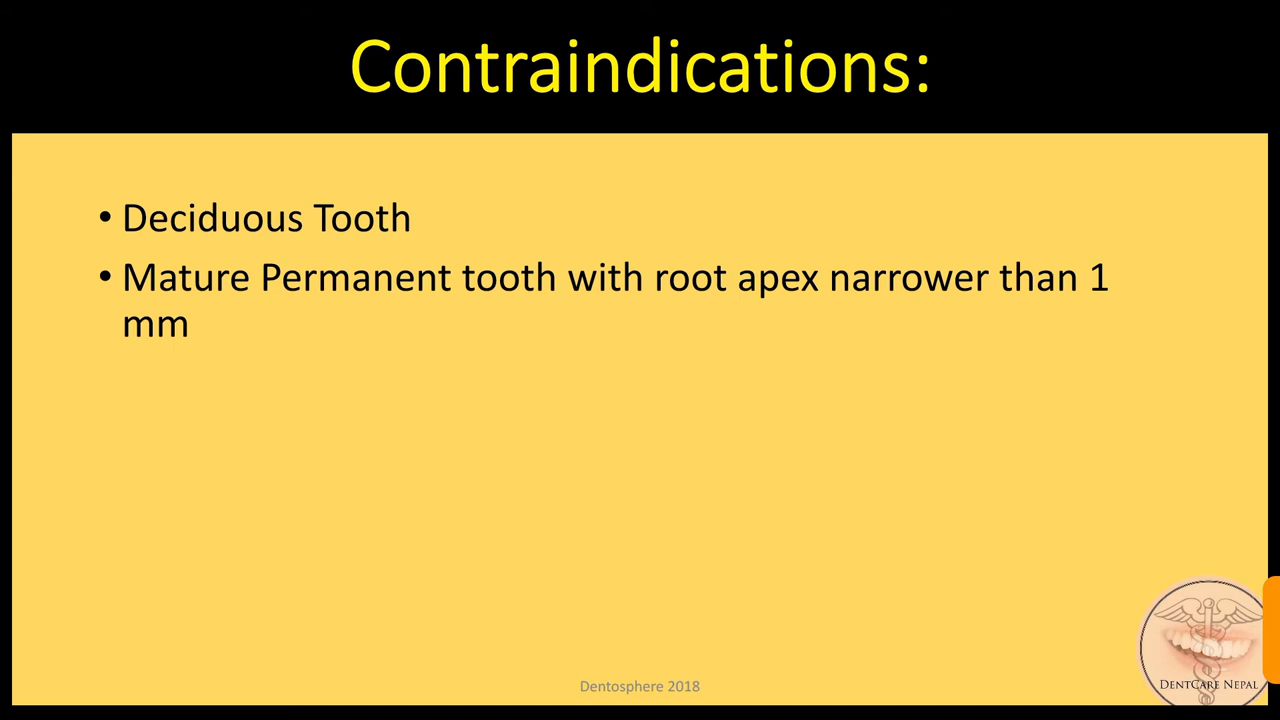 Contraindications:
• Deciduous Tooth
• Mature Permanent tooth with root apex narrower than 1
mm
Dentosphere 2018
DENTCARE NEPAL